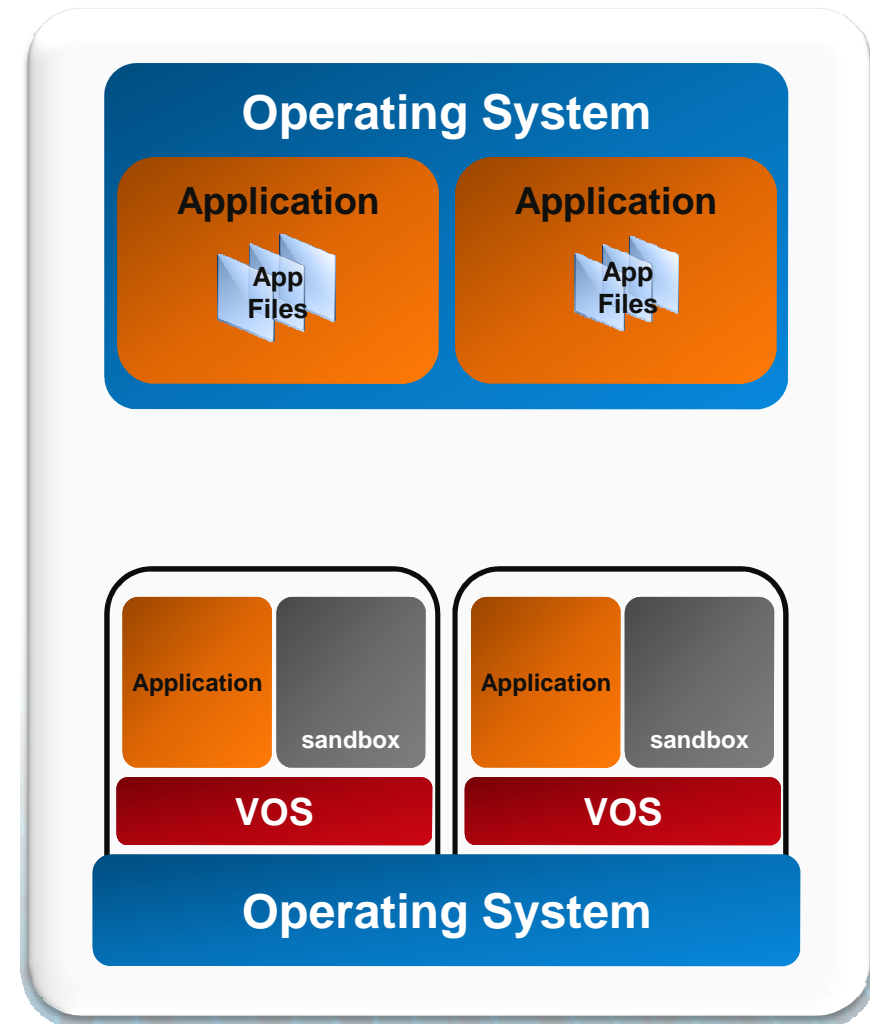 Operating System
Application
Application
App
Files
App
Files
Application
sandbox
Application
sandbox
VOS
VOS
Operating System